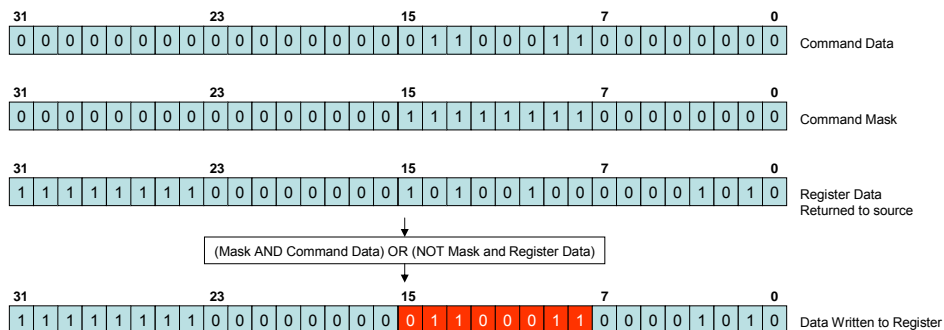 31 23 15 7 0
0 0 0 0 0 0 0 0 0 0 0 0 0 0 0 0 0 1 1 0 0 0 1 1 0 0 0 0 0 0 0 0 Command Data
31 23 15 7 0
0 0 0 0 0 0 0 0 0 0 0 0 0 0 0 0 1 1 1 1 1 1 1 1 0 0 0 0 0 0 0 0 Command Mask
31 23 15 7 0
1 1 1 1 1 1 1 1 0 0 0 0 0 0 0 0 1 0 1 0 0 1 0 0 0 0 0 0 1 0 1 0 Register Data
Returned to source
(Mask AND Command Data) OR (NOT Mask and Register Data)
31 23 15 7 0
1 1 1 1 1 1 1 1 0 0 0 0 0 0 0 0 0 1 1 0 0 0 1 1 0 0 0 0 1 0 1 0 Data Written to Register